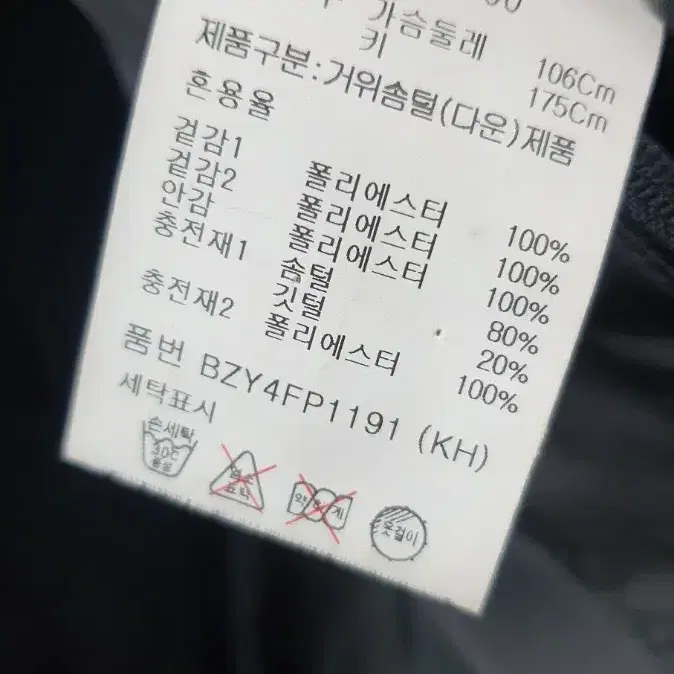 가슴둘레 106Cm
키 175Cm
제품구분:거위솜털(다운)제품
혼용율
겉감1 폴리에스터 100%
겉감2 폴리에스터 100%
안감 폴리에스터 100%
충전재1 솜털 80%
깃털 20%
충전재2 폴리에스터 100%
품번 BZY4FP1191 (KH)
세탁표시
손세탁
30℃
중성
염소
표백
약
게
옷걸이